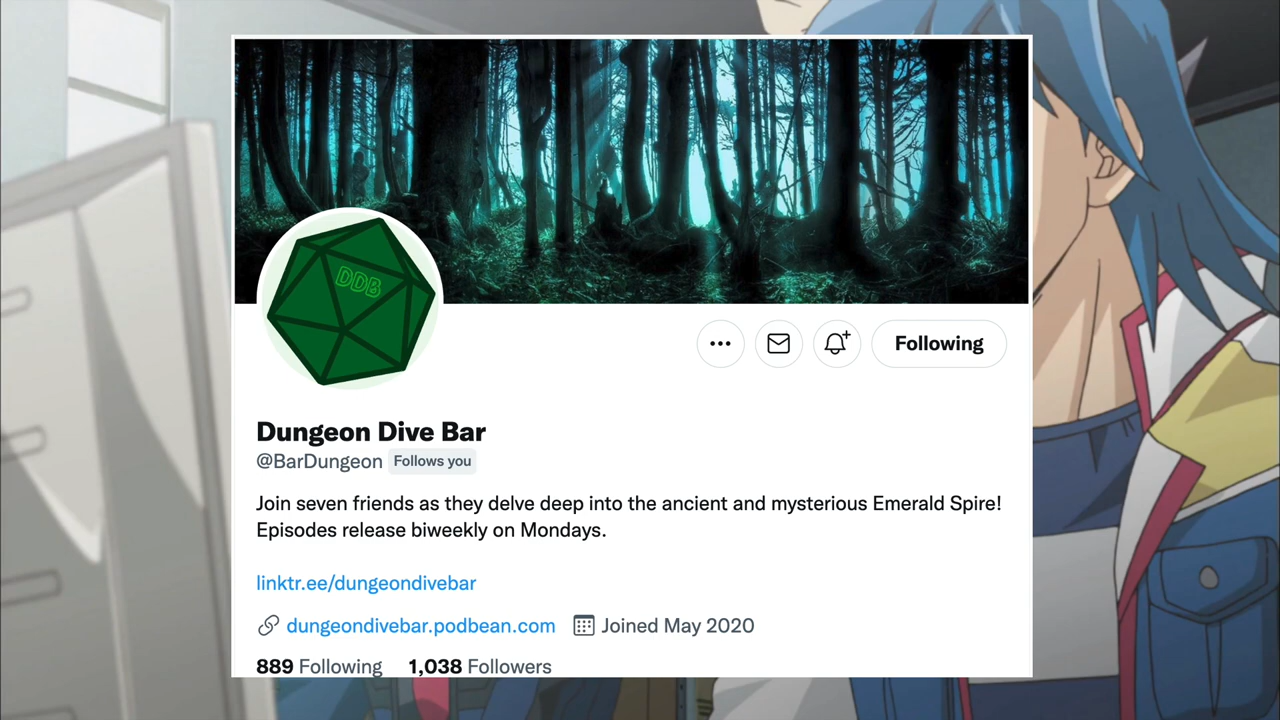 DDB
Following
Dungeon Dive Bar
@BarDungeon Follows you
Join seven friends as they delve deep into the ancient and mysterious Emerald Spire!
Episodes release biweekly on Mondays.
linktr.ee/dungeondivebar
dungeondivebar.podbean.com Joined May 2020
889 Following 1,038 Followers